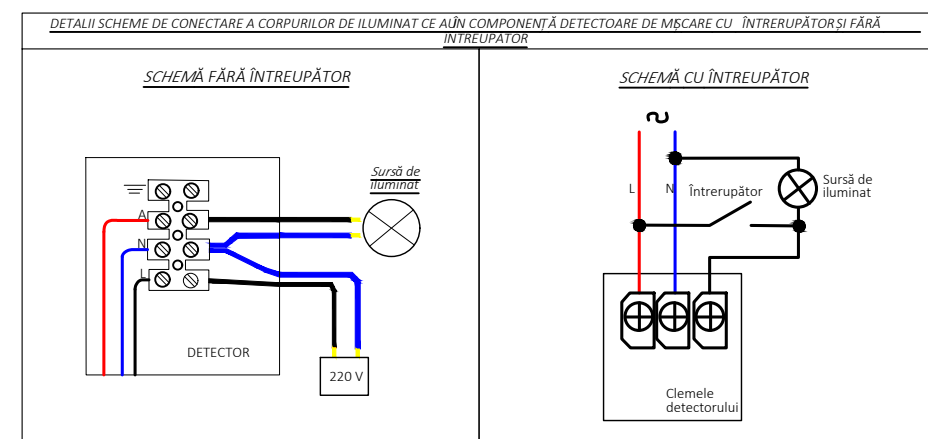 DETALII SCHEME DE CONECTARE A CORPURILOR DE ILUMINAT CE AU ÎN COMPONENȚĂ DETECTOARE DE MIȘCARE CU ÎNTRERUPĂTOR ȘI FĂRĂ
INTREUPATOR
SCHEMĂ FĂRĂ ÎNTREUPĂTOR
Sursă de
iluminat
A
N
L
DETECTOR
220 V
SCHEMĂ CU ÎNTREUPĂTOR
L
N
Întrerupător
Sursă de
iluminat
Clemele
detectorului